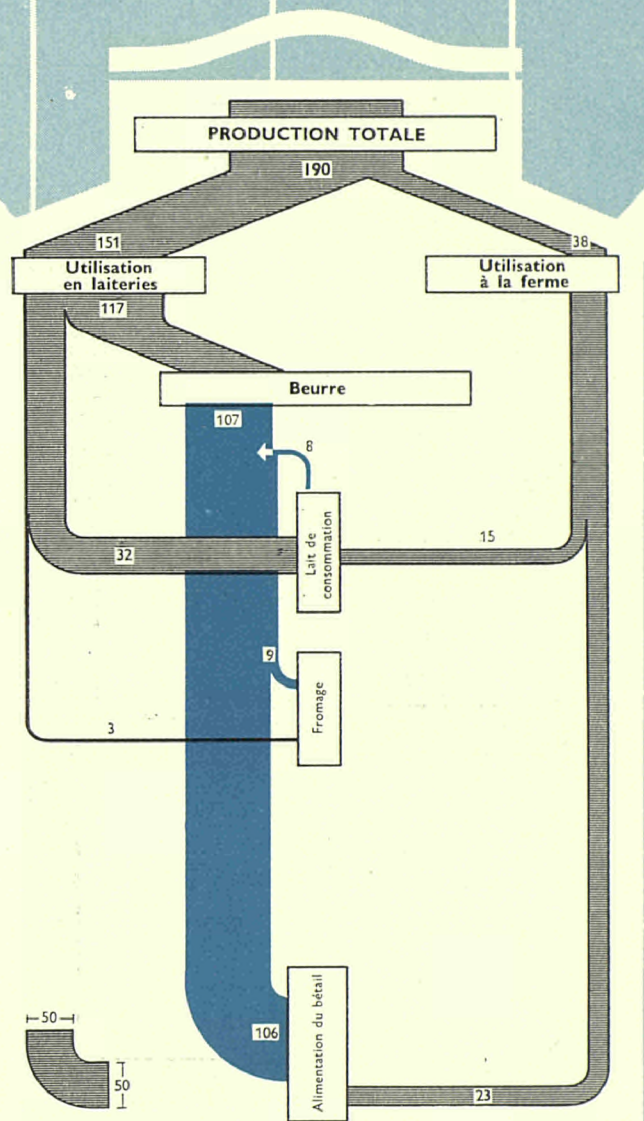 PRODUCTION TOTALE
190
151
38
Utilisation
en laiteries
Utilisation
à la ferme
117
Beurre
107
8
Lait de
consommation
32
15
9
Fromage
3
Alimentation du bétail
106
50
50
23